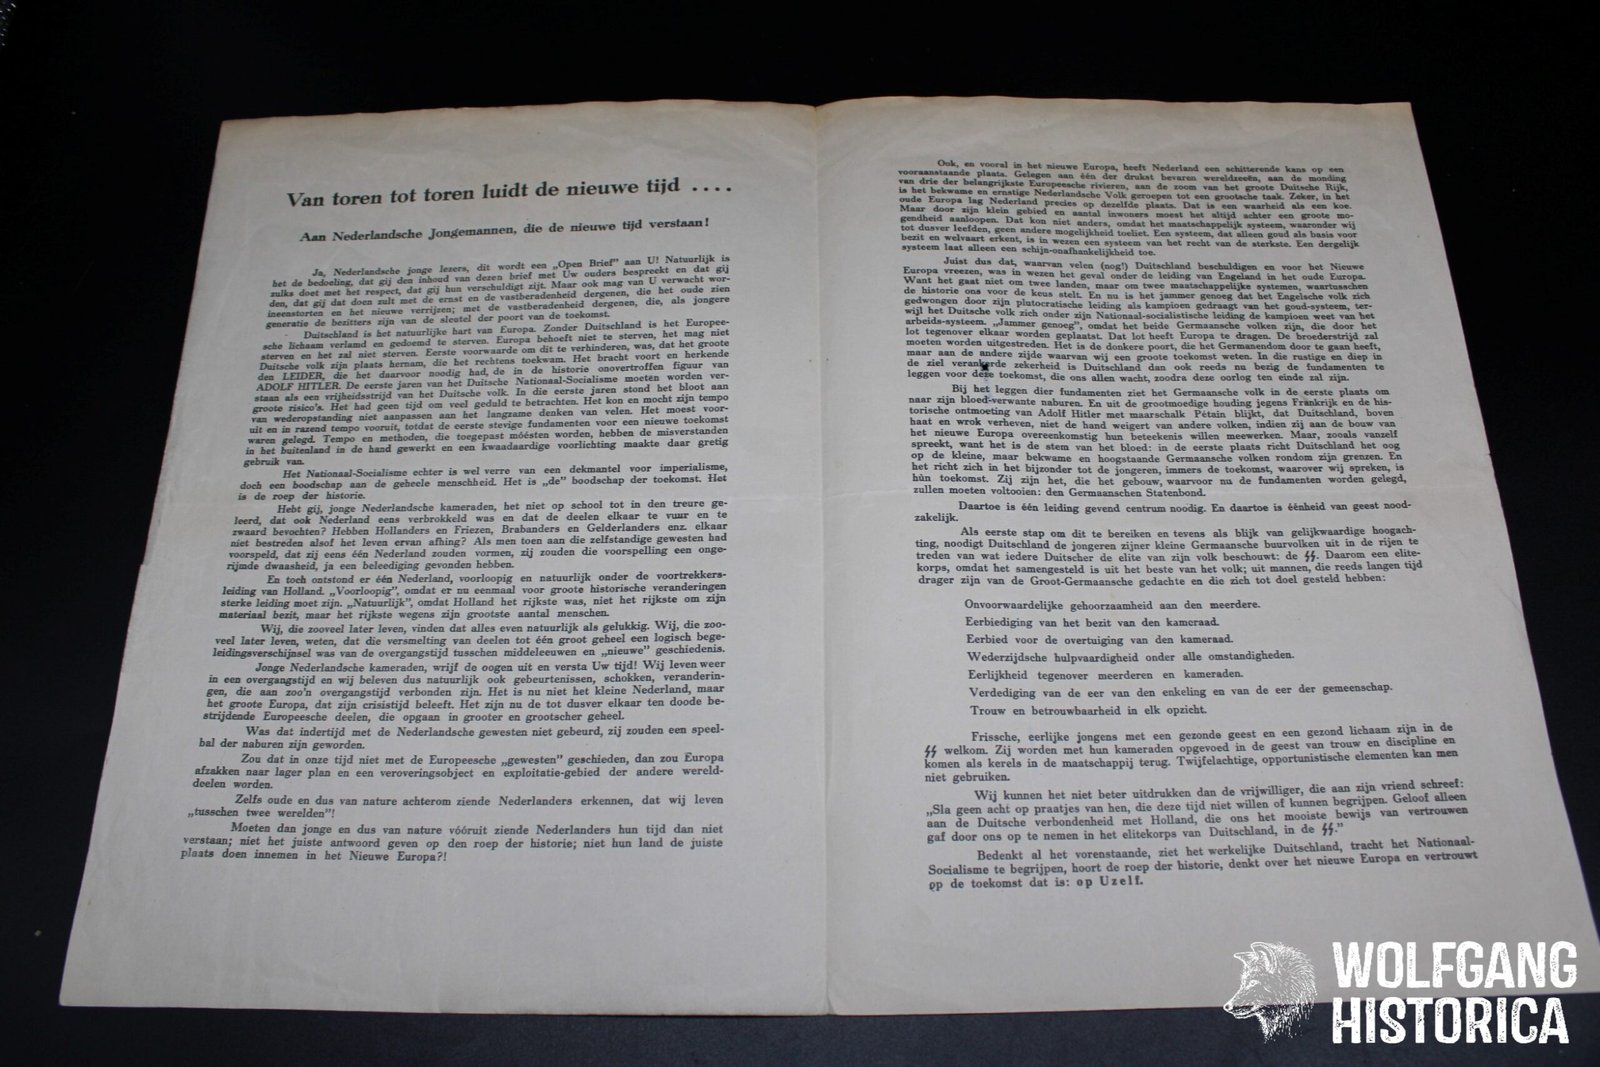 Van toren tot toren luidt de nieuwe tijd ....
Aan Nederlandsche Jongemannen, die de nieuwe tijd verstaan!
Ja, Nederlandsche jonge lezers, dit wordt een „Open Brief” aan U! Natuurlijk is
het de bedoeling, dat gij den inhoud van dezen brief met Uw ouders bespreekt en dat gij
zulks doet met het respect, dat gij hun verschuldigt zijt. Maar ook mag van U verwacht wor-
den, dat gij dat doen zult met de ernst en de vastberadenheid dergenen, die het oude zien
ineenstorten en het nieuwe verrijzen; met de vastberadenheid dergenen, die, als jongere
generatie de bezitters zijn van de sleutel der poort van de toekomst.
Duitschland is het natuurlijke hart van Europa. Zonder Duitschland is het Europee-
sche lichaam verlamd en gedoemd te sterven. Europa behoeft niet te sterven, het mag niet
sterven en het zal niet sterven. Eerste voorwaarde om dit te verhinderen, was, dat het groote
Duitsche volk zijn plaats hernam, die het rechtens toekwam. Het bracht voort en herkende
den LEIDER, die het daarvoor noodig had, de in de historie onovertroffen figuur van
ADOLF HITLER. De eerste jaren van het Duitsche Nationaal-Socialisme moeten worden ver-
staan als een vrijheidsstrijd van het Duitsche volk. In die eerste jaren stond het bloot aan
groote risico's. Het had geen tijd om veel geduld te betrachten. Het kon en mocht zijn tempo
van wederopstanding niet aanpassen aan het langzame denken van velen. Het moest voor-
uit en in razend tempo vooruit, totdat de eerste stevige fundamenten voor een nieuwe toekomst
waren gelegd. Tempo en methoden, die toegepast móésten worden, hebben de misverstanden
in het buitenland in de hand gewerkt en een kwaadaardige voorlichting maakte daar gretig
gebruik van.
Het Nationaal-Socialisme echter is wel verre van een dekmantel voor imperialisme,
doch een boodschap aan de geheele menschheid. Het is „de” boodschap der toekomst. Het
is de roep der historie.
Hebt gij, jonge Nederlandsche kameraden, het niet op school tot in den treure ge-
leerd, dat ook Nederland eens verbrokkeld was en dat de deelen elkaar te vuur en te
zwaard bevochten? Hebben Hollanders en Friezen, Brabanders en Gelderlanders enz. elkaar
niet bestreden alsof het leven ervan afhing? Als men toen aan die zelfstandige gewesten had
voorspeld, dat zij eens één Nederland zouden vormen, zij zouden die voorspelling een onge-
rijmde dwaasheid, ja een beleediging gevonden hebben.
En toch ontstond er één Nederland, voorloopig en natuurlijk onder de voortrekkers-
leiding van Holland. „Voorloopig”, omdat er nu eenmaal voor groote historische veranderingen
sterke leiding moet zijn. „Natuurlijk”, omdat Holland het rijkste was, niet het rijkste om zijn
materiaal bezit, maar het rijkste wegens zijn grootste aantal menschen.
Wij, die zooveel later leven, vinden dat alles even natuurlijk als gelukkig. Wij, die zoo-
veel later leven, weten, dat die versmelting van deelen tot één groot geheel een logisch bege-
leidingsverschijnsel was van de overgangstijd tusschen middeleeuwen en „nieuwe” geschiedenis.
Jonge Nederlandsche kameraden, wrijf de oogen uit en versta Uw tijd! Wij leven weer
in een overgangstijd en wij beleven dus natuurlijk ook gebeurtenissen, schokken, veranderin-
gen, die aan zoo'n overgangstijd verbonden zijn. Het is nu niet het kleine Nederland, maar
het groote Europa, dat zijn crisistijd beleeft. Het zijn nu de tot dusver elkaar ten doode be-
strijdende Europeesche deelen, die opgaan in grooter en grootscher geheel.
Was dat indertijd met de Nederlandsche gewesten niet gebeurd, zij zouden een speel-
bal der naburen zijn geworden.
Zou dat in onze tijd niet met de Europeesche „gewesten” geschieden, dan zou Europa
afzakken naar lager plan en een veroveringsobject en exploitatie-gebied der andere wereld-
deelen worden.
Zelfs oude en dus van nature achterom ziende Nederlanders erkennen, dat wij leven
„tusschen twee werelden”!
Moeten dan jonge en dus van nature vóóruit ziende Nederlanders hun tijd dan niet
verstaan; niet het juiste antwoord geven op den roep der historie; niet hun land de juiste
plaats doen innemen in het Nieuwe Europa?!
Ook, en vooral in het nieuwe Europa, heeft Nederland een schitterende kans op een
vooraanstaande plaats. Gelegen aan één der drukst bevaren wereldzeeën, aan de monding
van drie der belangrijkste Europeesche rivieren, aan de zoom van het groote Duitsche Rijk,
is het bekwame en ernstige Nederlandsche Volk geroepen tot een grootsche taak. Zeker, in het
oude Europa lag Nederland precies op dezelfde plaats. Dat is een waarheid als een koe.
Maar door zijn klein gebied en aantal inwoners moest het altijd achter een groote mo-
gendheid aanloopen. Dat kon niet anders, omdat het maatschappelijk systeem, waaronder wij
tot dusver leefden, geen andere mogelijkheid toeliet. Een systeem, dat alleen goud als basis voor
bezit en welvaart erkent, is in wezen een systeem van het recht van de sterkste. Een dergelijk
systeem laat alleen een schijn-onafhankelijkheid toe.
Juist dus dat, waarvan velen (nog!) Duitschland beschuldigen en voor het Nieuwe
Europa vreezen, was in wezen het geval onder de leiding van Engeland in het oude Europa.
Want het gaat niet om twee landen, maar om twee maatschappelijke systemen, waartusschen
de historie ons voor de keus stelt. En nu is het jammer genoeg dat het Engelsche volk zich
gedwongen door zijn plutocratische leiding als kampioen gedraagt van het goud-systeem, ter-
wijl het Duitsche volk zich onder zijn Nationaal-socialistische leiding de kampioen weet van het
arbeids-systeem. „Jammer genoeg”, omdat het beide Germaansche volken zijn, die door het
lot tegenover elkaar worden geplaatst. Dat lot heeft Europa te dragen. De broederstrijd zal
moeten worden uitgestreden. Het is de donkere poort, die het Germanendom door te gaan heeft,
maar aan de andere zijde waarvan wij een groote toekomst weten. In die rustige en diep in
de ziel verankerde zekerheid is Duitschland dan ook reeds nu bezig de fundamenten te
leggen voor deze toekomst, die ons allen wacht, zoodra deze oorlog ten einde zal zijn.
Bij het leggen dier fundamenten ziet het Germaansche volk in de eerste plaats om
naar zijn bloed-verwante naburen. En uit de grootmoedige houding jegens Frankrijk en de his-
torische ontmoeting van Adolf Hitler met maarschalk Pétain blijkt, dat Duitschland, boven
haat en wrok verheven, niet de hand weigert van andere volken, indien zij aan de bouw van
het nieuwe Europa overeenkomstig hun beteekenis willen meewerken. Maar, zooals vanzelf
spreekt, want het is de stem van het bloed: in de eerste plaats richt Duitschland het oog
op de kleine, maar bekwame en hoogstaande Germaansche volken rondom zijn grenzen. En
het richt zich in het bijzonder tot de jongeren, immers de toekomst, waarover wij spreken, is
hùn toekomst. Zij zijn het, die het gebouw, waarvoor nu de fundamenten worden gelegd,
zullen moeten voltooien: den Germaanschen Statenbond.
Daartoe is één leiding gevend centrum noodig. En daartoe is éénheid van geest nood-
zakelijk.
Als eerste stap om dit te bereiken en tevens als blijk van gelijkwaardige hoogach-
ting, noodigt Duitschland de jongeren zijner kleine Germaansche buurvolken uit in de rijen te
treden van wat iedere Duitscher de elite van zijn volk beschouwt: de ᛋᛋ. Daarom een elite-
korps, omdat het samengesteld is uit het beste van het volk; uit mannen, die reeds langen tijd
drager zijn van de Groot-Germaansche gedachte en die zich tot doel gesteld hebben:
Onvoorwaardelijke gehoorzaamheid aan den meerdere.
Eerbiediging van het bezit van den kameraad.
Eerbied voor de overtuiging van den kameraad.
Wederzijdsche hulpvaardigheid onder alle omstandigheden.
Eerlijkheid tegenover meerderen en kameraden.
Verdediging van de eer van den enkeling en van de eer der gemeenschap.
Trouw en betrouwbaarheid in elk opzicht.
Frissche, eerlijke jongens met een gezonde geest en een gezond lichaam zijn in de
ᛋᛋ welkom. Zij worden met hun kameraden opgevoed in de geest van trouw en discipline en
komen als kerels in de maatschappij terug. Twijfelachtige, opportunistische elementen kan men
niet gebruiken.
Wij kunnen het niet beter uitdrukken dan de vrijwilliger, die aan zijn vriend schreef:
„Sla geen acht op praatjes van hen, die deze tijd niet willen of kunnen begrijpen. Geloof alleen
aan de Duitsche verbondenheid met Holland, die ons het mooiste bewijs van vertrouwen
gaf door ons op te nemen in het elitekorps van Duitschland, in de ᛋᛋ.”
Bedenkt al het vorenstaande, ziet het werkelijke Duitschland, tracht het Nationaal-
Socialisme te begrijpen, hoort de roep der historie, denkt over het nieuwe Europa en vertrouwt
op de toekomst dat is: op Uzelf.
WOLFGANG
HISTORICA